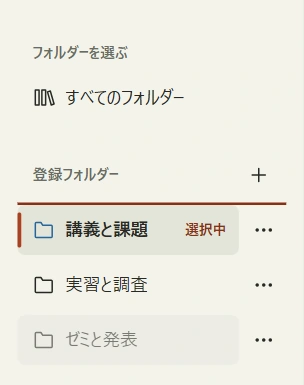 フォルダーを選ぶ
すべてのフォルダー
登録フォルダー
講義と課題 選択中
実習と調査
ゼミと発表